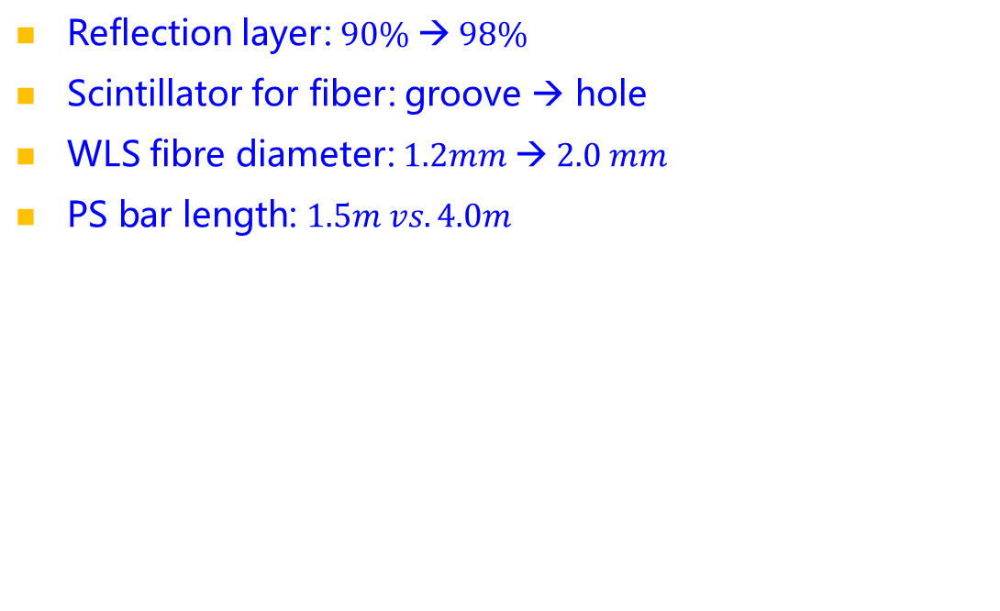 Reflection layer: 90% → 98%
Scintillator for fiber: groove → hole
WLS fibre diameter: 1.2mm → 2.0 mm
PS bar length: 1.5m vs. 4.0m